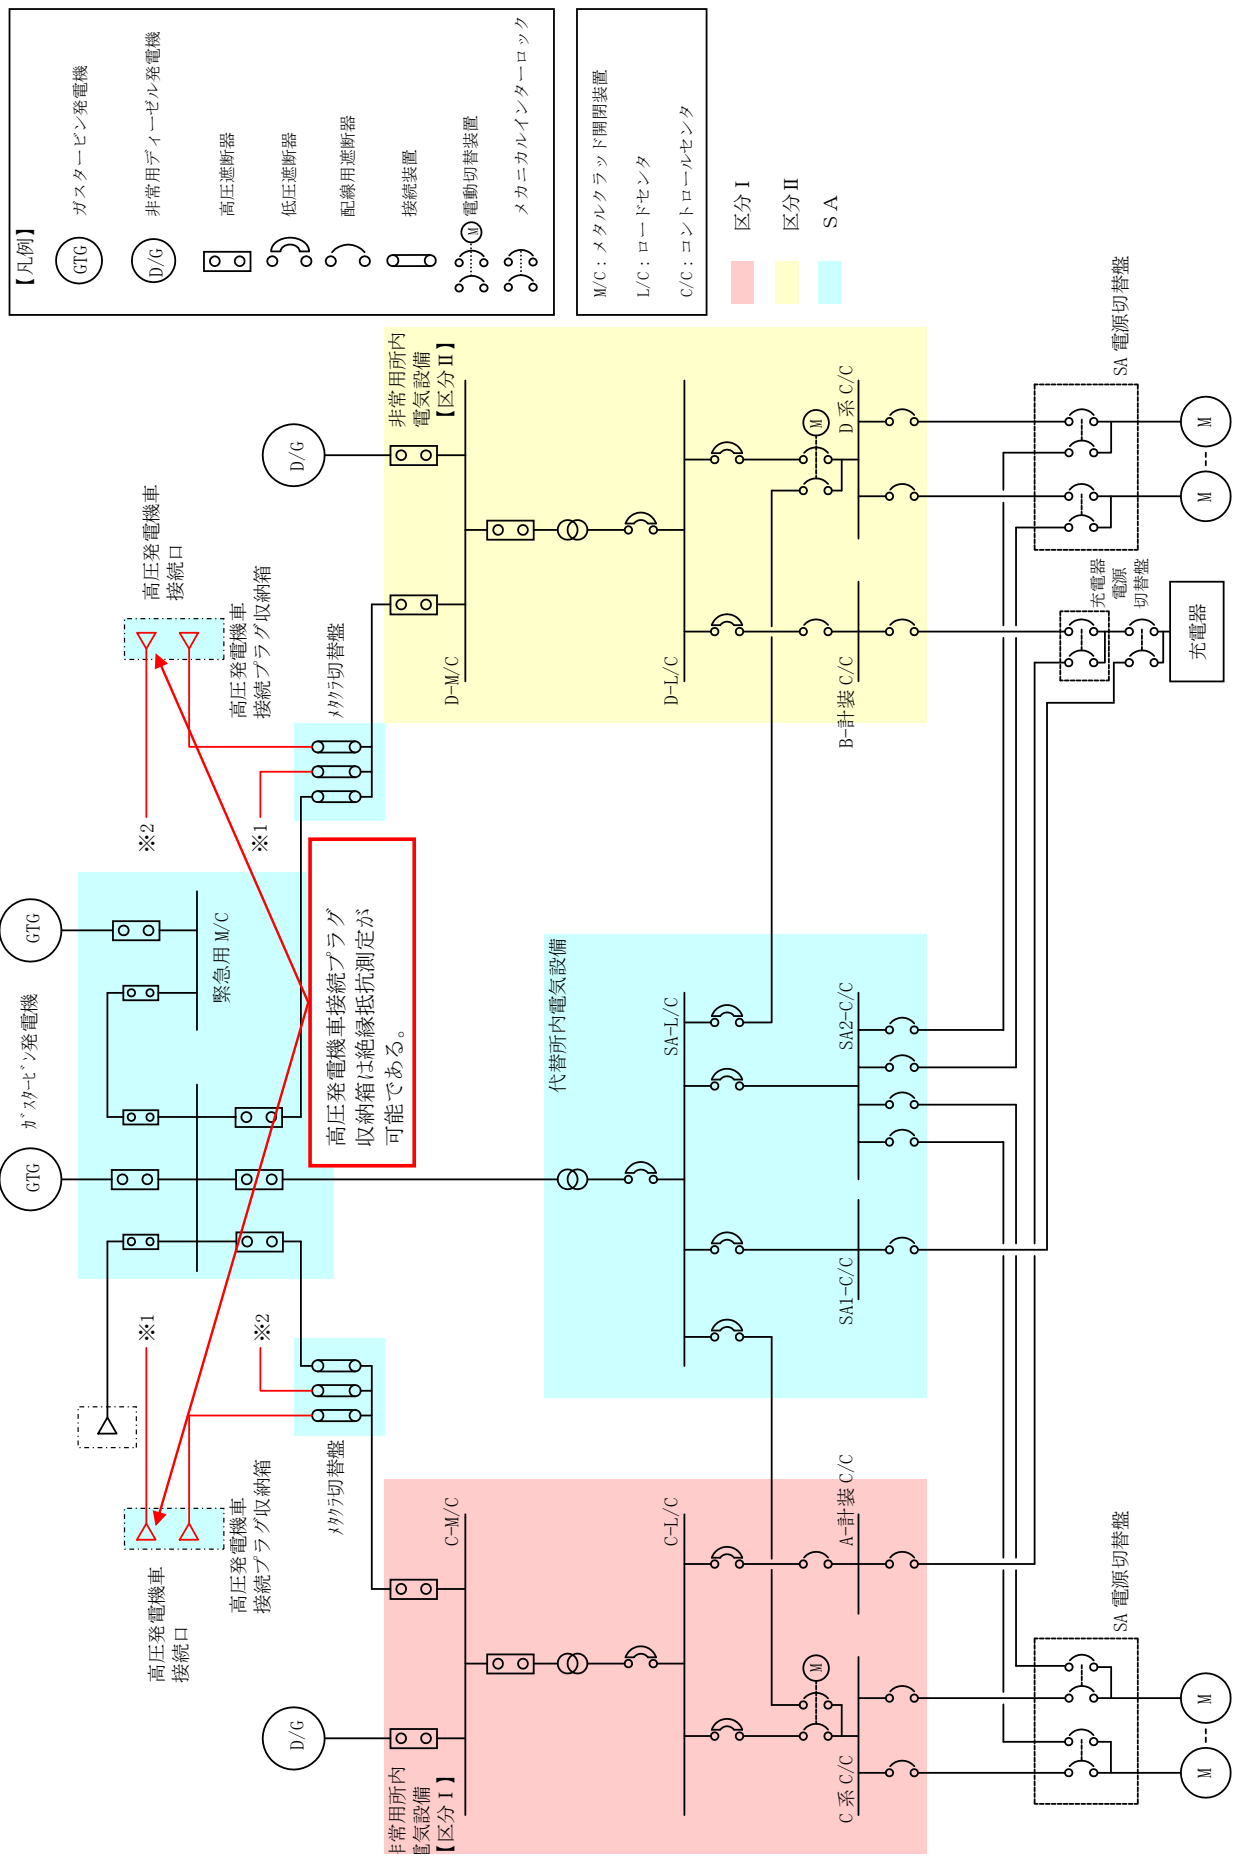 【凡例】
GTG
ガスタービン発電機
D/G
非常用ディーゼル発電機
高圧遮断器
低圧遮断器
配線用遮断器
接続装置
M
電動切替装置
メカニカルインターロック
M/C：メタルクラッド開閉装置
L/C：ロードセンタ
C/C：コントロールセンタ
区分Ⅰ
区分Ⅱ
ＳＡ
GTG
ｶﾞｽﾀｰﾋﾞﾝ発電機
GTG
緊急用 M/C
高圧発電機車
接続口
高圧発電機車
接続プラグ収納箱
※2
※1
ﾒﾀｸﾗ切替盤
高圧発電機車
接続口
高圧発電機車
接続プラグ収納箱
※1
※2
ﾒﾀｸﾗ切替盤
高圧発電機車接続プラグ
収納箱は絶縁抵抗測定が
可能である。
D/G
非常用所内
電気設備
【区分Ⅱ】
D-M/C
D-L/C
M
D 系 C/C
B-計装 C/C
代替所内電気設備
SA-L/C
SA2-C/C
SA1-C/C
D/G
非常用所内
電気設備
【区分Ⅰ】
C-M/C
C-L/C
M
A-計装 C/C
C 系 C/C
SA 電源切替盤
M
M
充電器
電源
切替盤
充電器
SA 電源切替盤
M
M